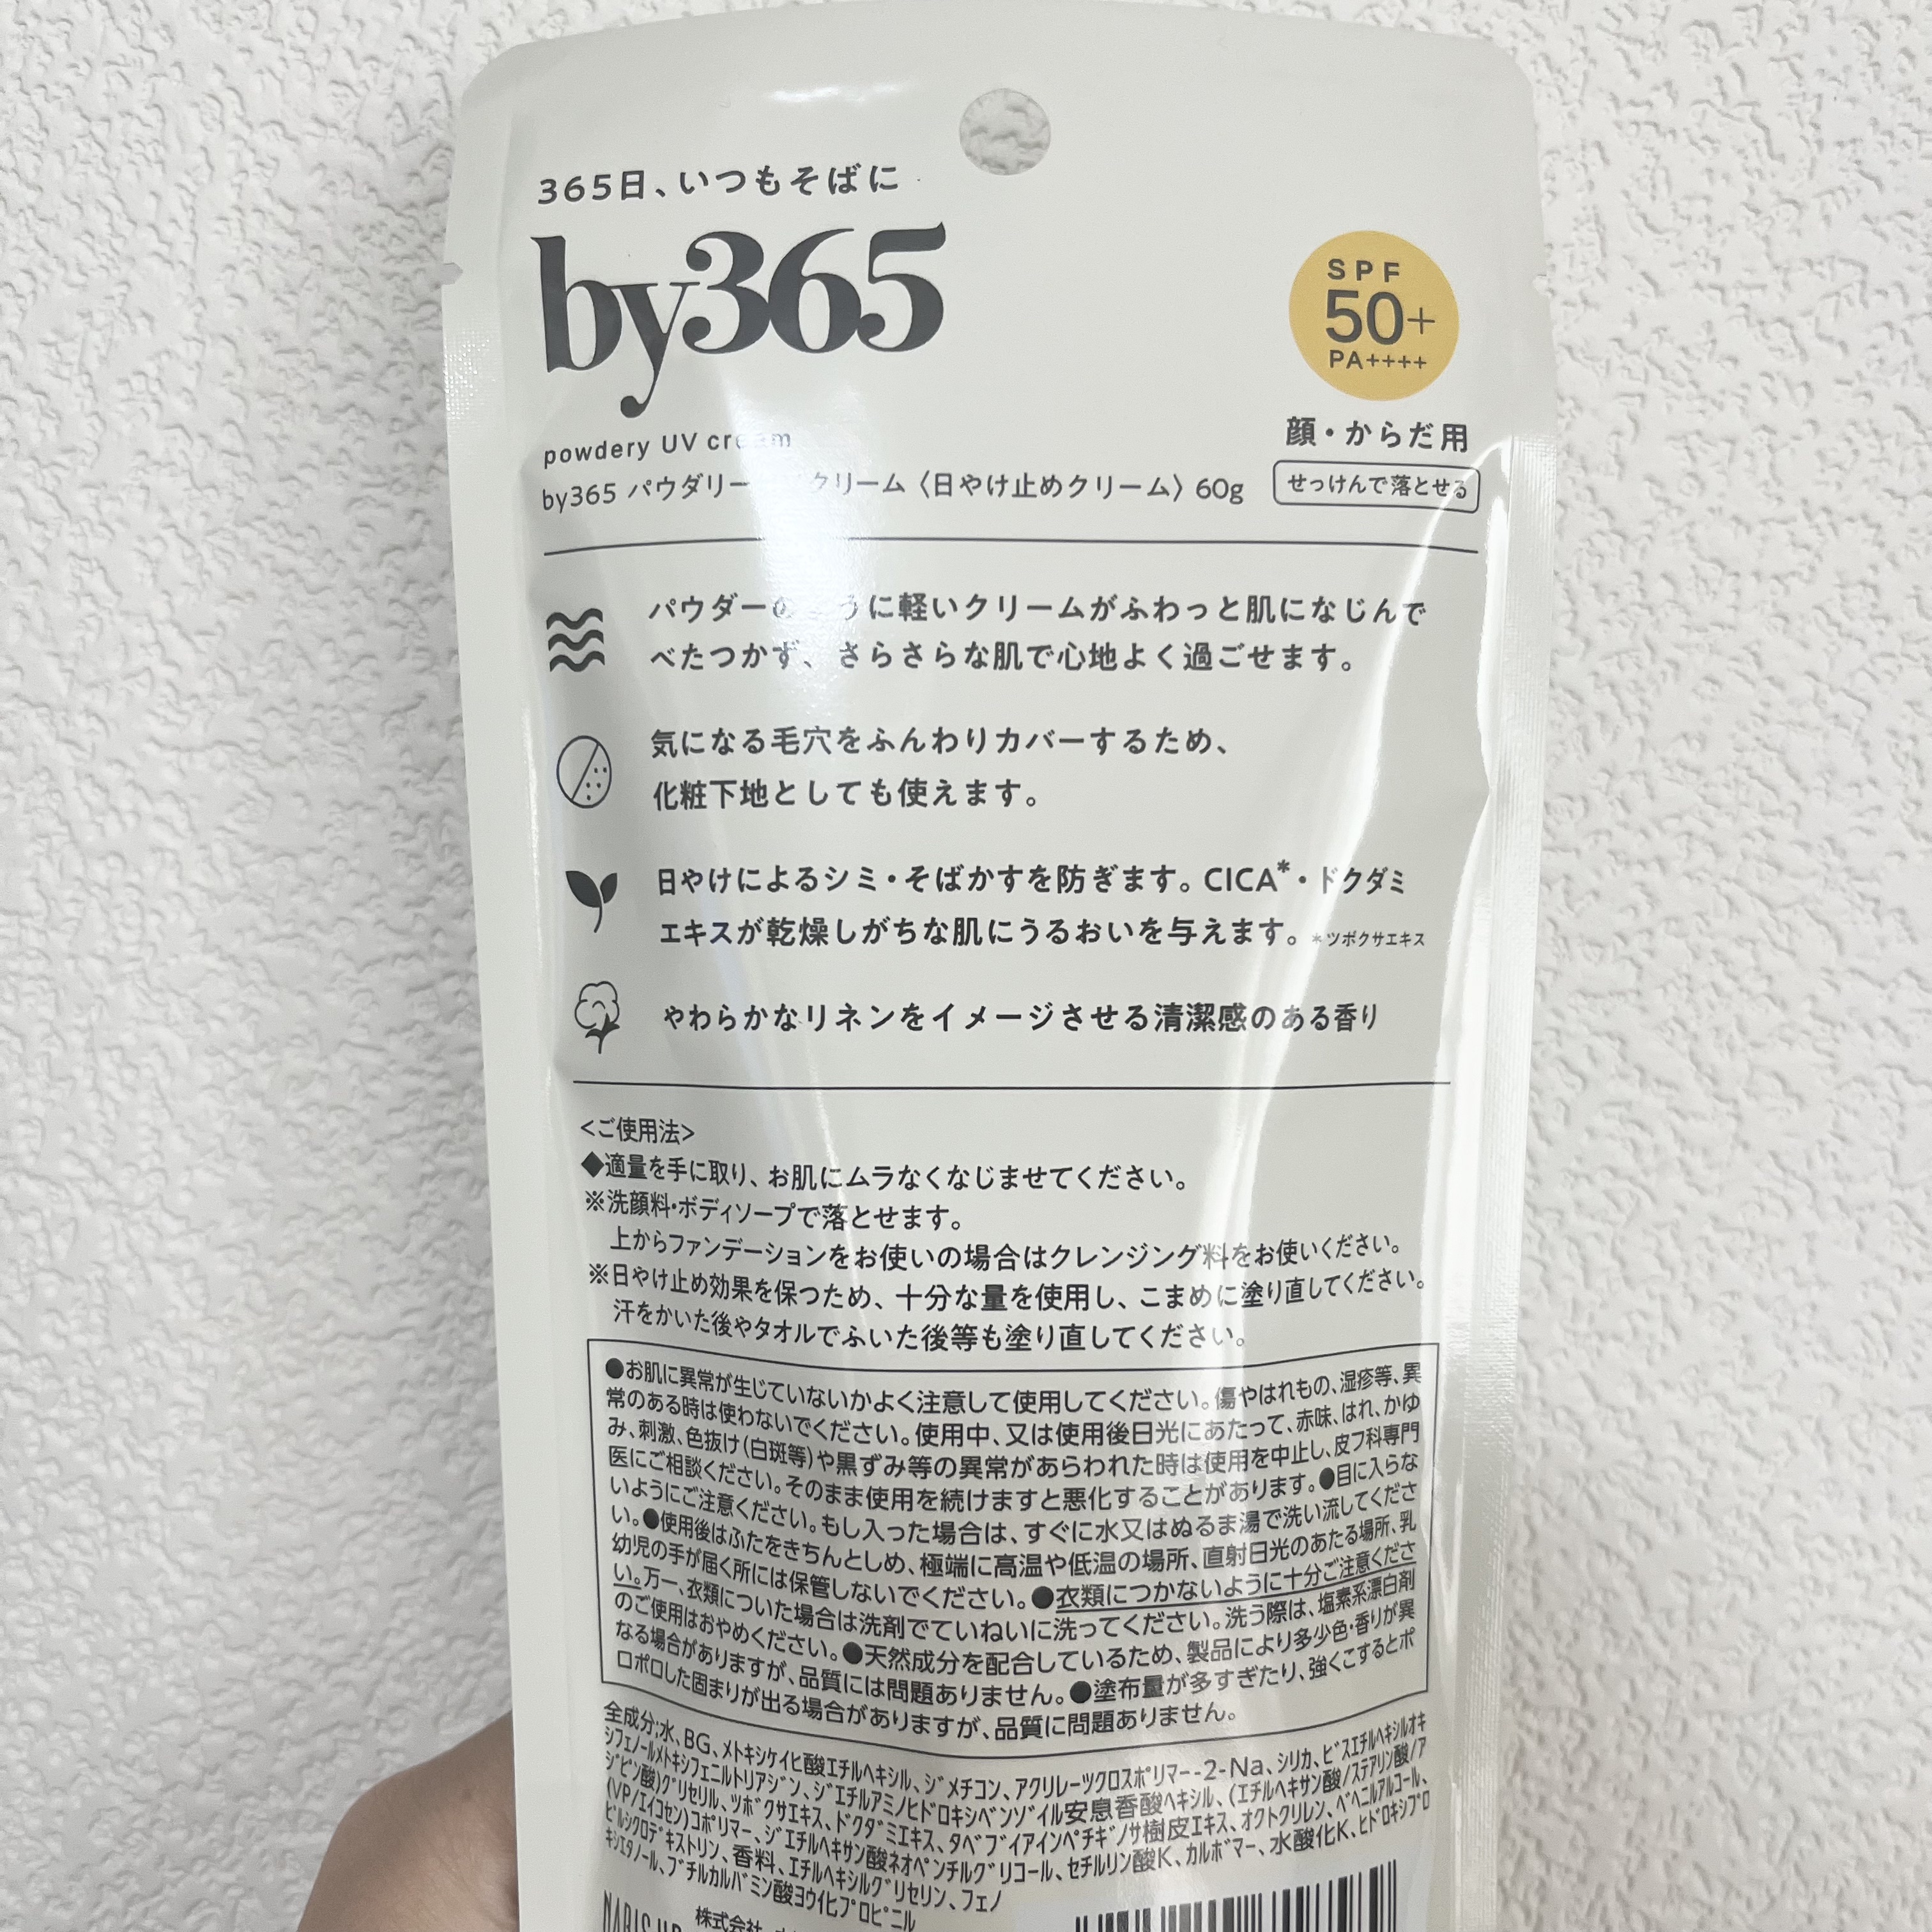 365日、いつもそばに
by365
SPF
50+
PA++++
powdery UV cream
顔・からだ用
by365 パウダリー クリーム〈日やけ止めクリーム〉60g
せっけんで落とせる
パウダーのように軽いクリームがふわっと肌になじんで
べたつかず、さらさらな肌で心地よく過ごせます。
気になる毛穴をふんわりカバーするため、
化粧下地としても使えます。
日やけによるシミ・そばかすを防ぎます。CICA*・ドクダミ
エキスが乾燥しがちな肌にうるおいを与えます。*ツボクサエキス
やわらかなリネンをイメージさせる清潔感のある香り
<ご使用法>
◆適量を手に取り、お肌にムラなくなじませてください。
※洗顔料・ボディソープで落とせます。
上からファンデーションをお使いの場合はクレンジング料をお使いください。
※日やけ止め効果を保つため、十分な量を使用し、こまめに塗り直してください。
汗をかいた後やタオルでふいた後等も塗り直してください。
●お肌に異常が生じていないかよく注意して使用してください。傷やはれもの、湿疹等、異
常のある時は使わないでください。使用中、又は使用後日光にあたって、赤味、はれ、かゆ
み、刺激、色抜け(白斑等)や黒ずみ等の異常があらわれた時は使用を中止し、皮フ科専門
医にご相談ください。そのまま使用を続けますと悪化することがあります。●目に入らな
いようにご注意ください。もし入った場合は、すぐに水又はぬるま湯で洗い流してくださ
い。●使用後はふたをきちんとしめ、極端に高温や低温の場所、直射日光のあたる場所、乳
幼児の手が届く所には保管しないでください。●衣類につかないように十分ご注意くださ
い。万一、衣類についた場合は洗剤でていねいに洗ってください。洗う際は、塩素系漂白剤
のご使用はおやめください。●天然成分を配合しているため、製品により多少色・香りが異
なる場合がありますが、品質には問題ありません。●塗布量が多すぎたり、強くこするとポ
ロポロした固まりが出る場合がありますが、品質に問題ありません。
全成分:水、BG、メトキシケイヒ酸エチルヘキシル、ジメチコン、アクリレーツクロスポリマー-2-Na、シリカ、ビスエチルヘキシルオキ
シフェノールメトキシフェニルトリアジン、ジエチルアミノヒドロキシベンゾイル安息香酸ヘキシル、(エチルヘキサン酸/ステアリン酸/ア
ジピン酸)グリセリル、ツボクサエキス、ドクダミエキス、タベブイアインペチギノサ樹皮エキス、オクトクリレン、ベヘニルアルコール、
(VP/エイコセン)コポリマー、ジエチルヘキサン酸ネオペンチルグリコール、セチルリン酸K、カルボマー、水酸化K、ヒドロキシプロ
ピルシクロデキストリン、香料、エチルヘキシルグリセリン、フェノ
キシエタノール、ブチルカルバミン酸ヨウ化プロピニル
NARIS UP
株式会社